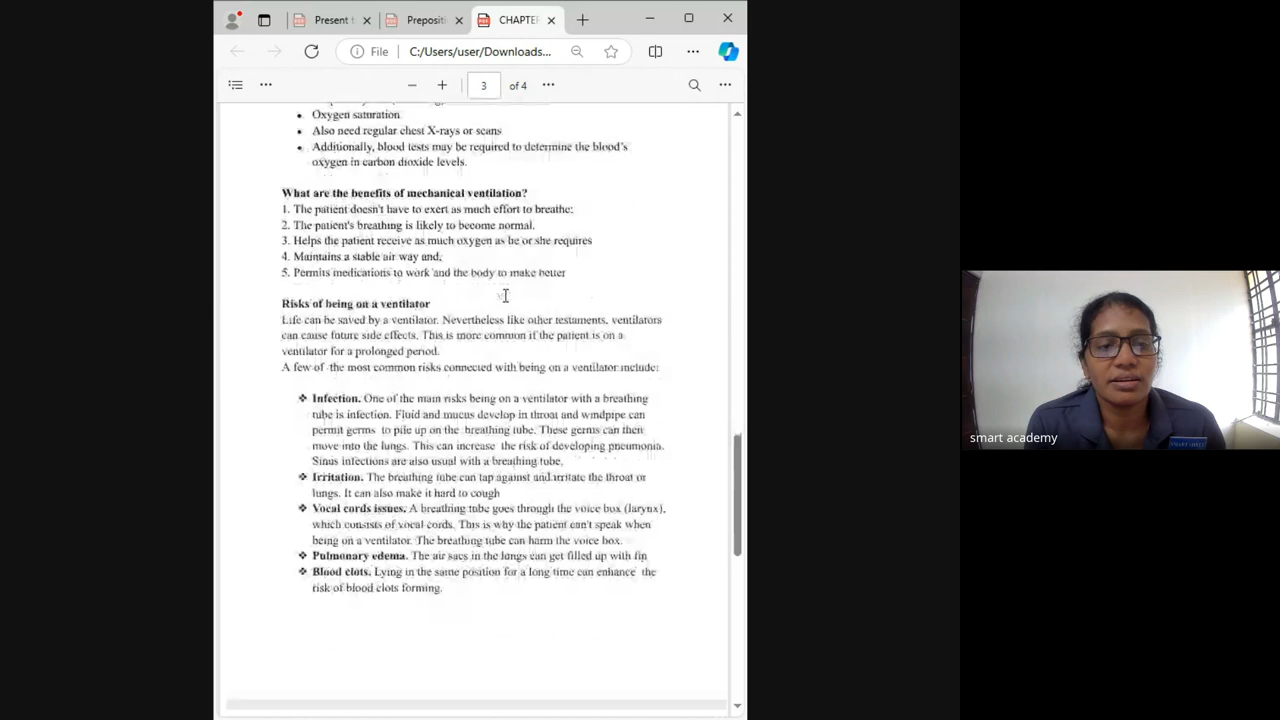 Present
Prepositi
CHAPTER
File
C:/Users/user/Downloads...
3
of 4
Oxygen saturation
Also need regular chest X-rays or scans
Additionally, blood tests may be required to determine the blood's
oxygen in carbon dioxide levels.
What are the benefits of mechanical ventilation?
1. The patient doesn't have to exert as much effort to breathe;
2. The patient's breathing is likely to become normal.
3. Helps the patient receive as much oxygen as he or she requires
4. Maintains a stable air way and,
5. Permits medications to work and the body to make better
Risks of being on a ventilator
Life can be saved by a ventilator. Nevertheless like other testaments, ventilators
can cause future side effects. This is more common if the patient is on a
ventilator for a prolonged period.
A few of the most common risks connected with being on a ventilator include:
❖ Infection. One of the main risks being on a ventilator with a breathing
tube is infection. Fluid and mucus develop in throat and windpipe can
permit germs to pile up on the breathing tube. These germs can then
move into the lungs. This can increase the risk of developing pneumonia.
Sinus infections are also usual with a breathing tube,
❖ Irritation. The breathing tube can tap against and irritate the throat or
lungs. It can also make it hard to cough
❖ Vocal cords issues. A breathing tube goes through the voice box (larynx),
which consists of vocal cords. This is why the patient can't speak when
being on a ventilator. The breathing tube can harm the voice box.
❖ Pulmonary edema. The air sacs in the lungs can get filled up with
❖ Blood clots. Lying in the same position for a long time can enhance the
risk of blood clots forming.
smart academy